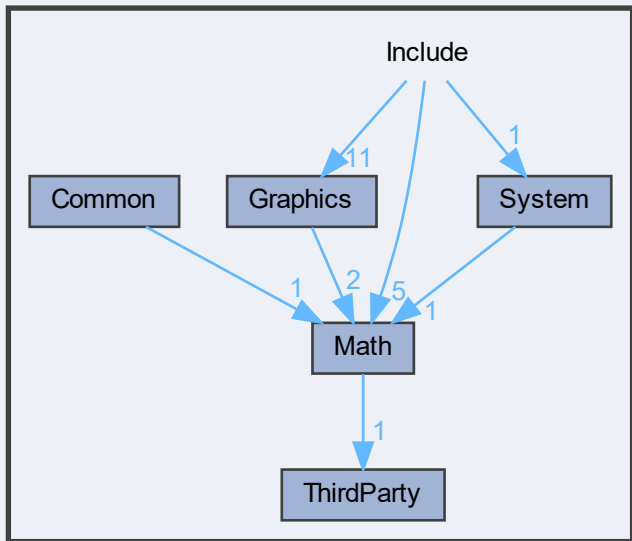 Include
11
1
Common
Graphics
System
1
2
5
1
Math
1
ThirdParty